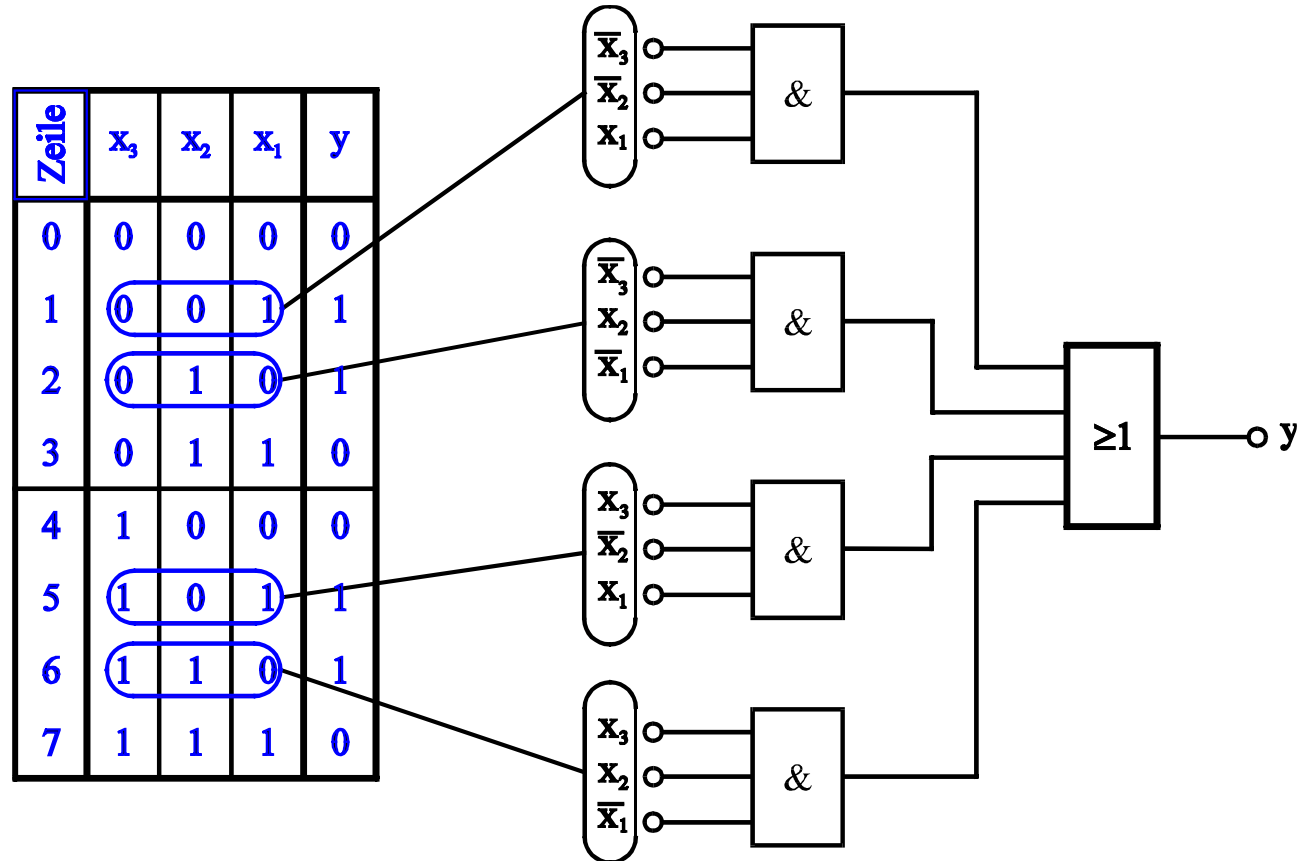 Zeile x₃ x₂ x₁ y
0 0 0 0 0
1 0 0 1 1
2 0 1 0 1
3 0 1 1 0
4 1 0 0 0
5 1 0 1 1
6 1 1 0 1
7 1 1 1 0
x̅₃
x̅₂
x₁
&
x̅₃
x₂
x̅₁
&
x₃
x̅₂
x₁
&
x₃
x₂
x̅₁
&
≥1
y